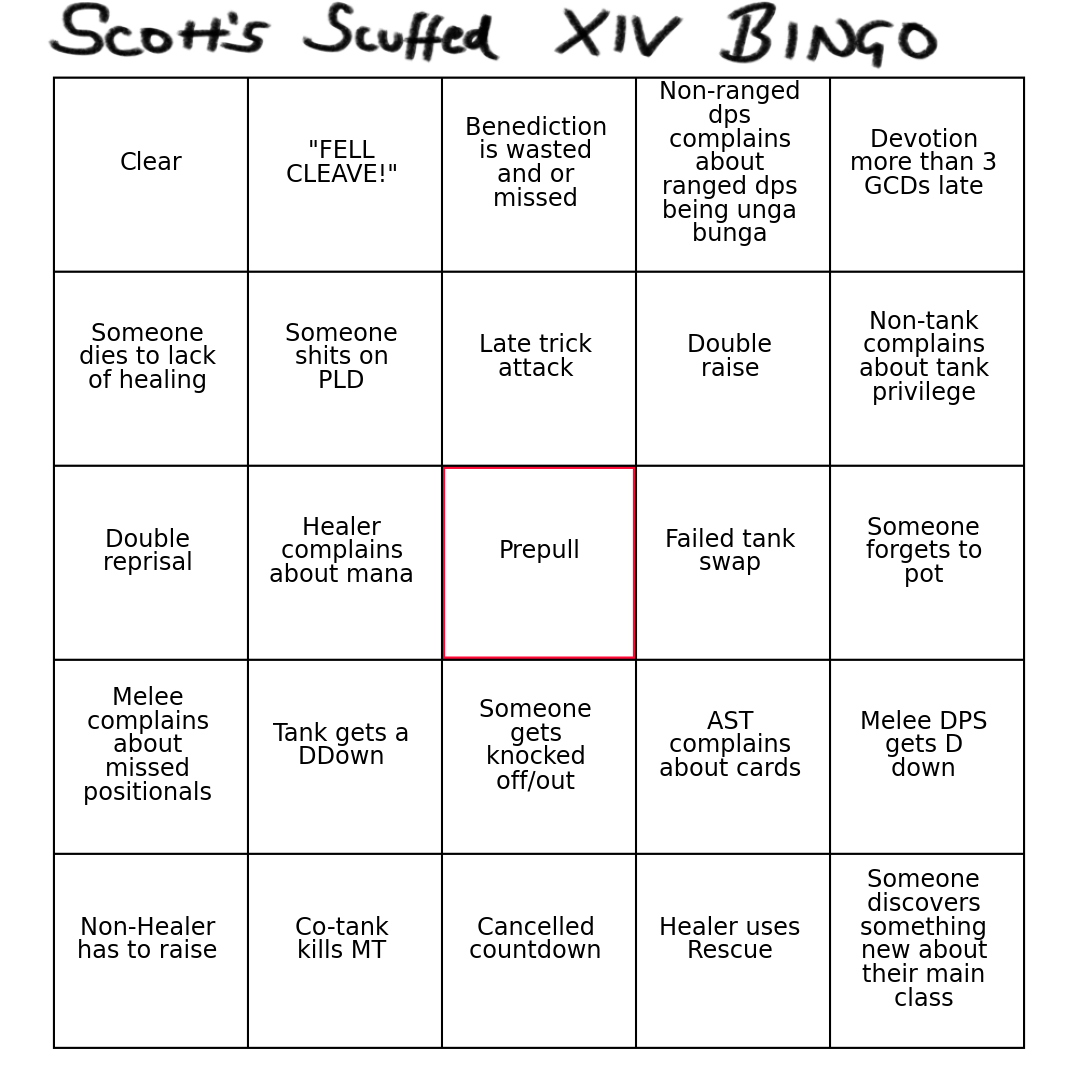 Scott's Scuffed XIV BINGO
Clear
"FELL
CLEAVE!"
Benediction
is wasted
and or
missed
Non-ranged
dps
complains
about
ranged dps
being unga
bunga
Devotion
more than 3
GCDs late
Someone
dies to lack
of healing
Someone
shits on
PLD
Late trick
attack
Double
raise
Non-tank
complains
about tank
privilege
Double
reprisal
Healer
complains
about mana
Prepull
Failed tank
swap
Someone
forgets to
pot
Melee
complains
about
missed
positionals
Tank gets a
DDown
Someone
gets
knocked
off/out
AST
complains
about cards
Melee DPS
gets D
down
Non-Healer
has to raise
Co-tank
kills MT
Cancelled
countdown
Healer uses
Rescue
Someone
discovers
something
new about
their main
class